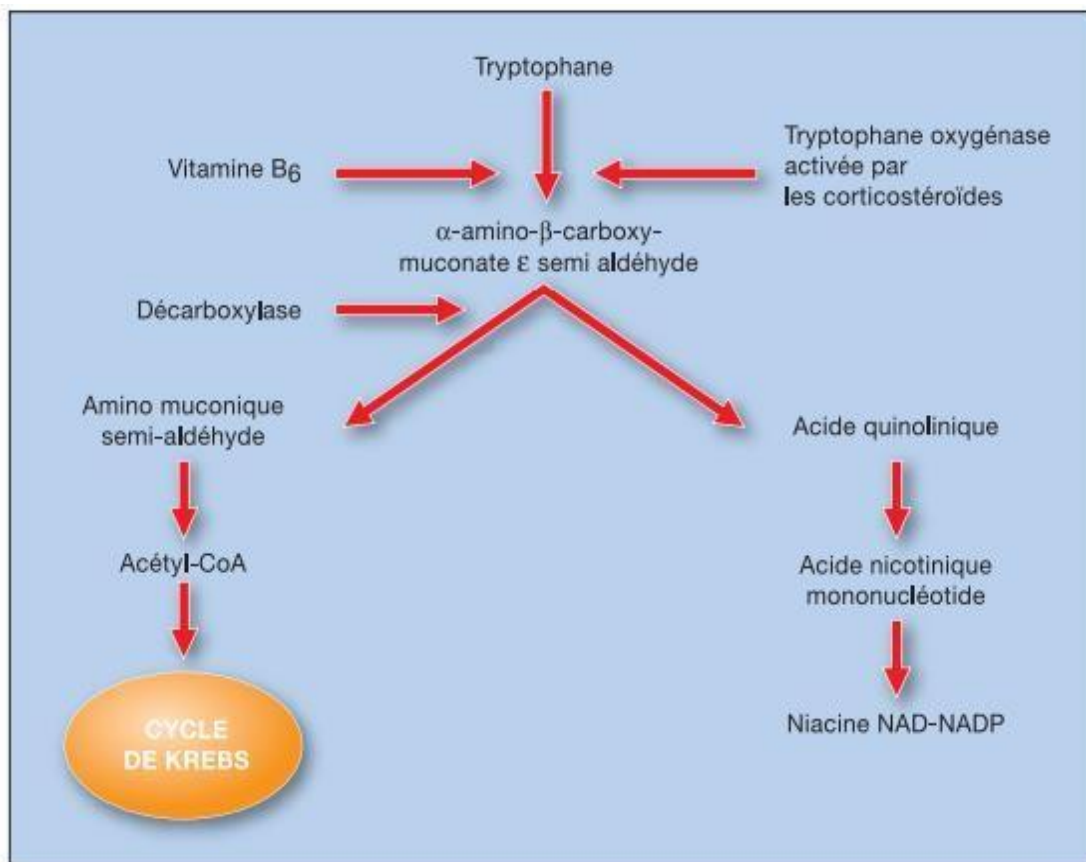 Tryptophane
Vitamine B6
Tryptophane oxygénase
activée par
les corticostéroïdes
α-amino-β-carboxy-
muconate ε semi aldéhyde
Décarboxylase
Amino muconique
semi-aldéhyde
Acide quinolinique
Acétyl-CoA
Acide nicotinique
mononucléotide
CYCLE
DE KREBS
Niacine NAD-NADP